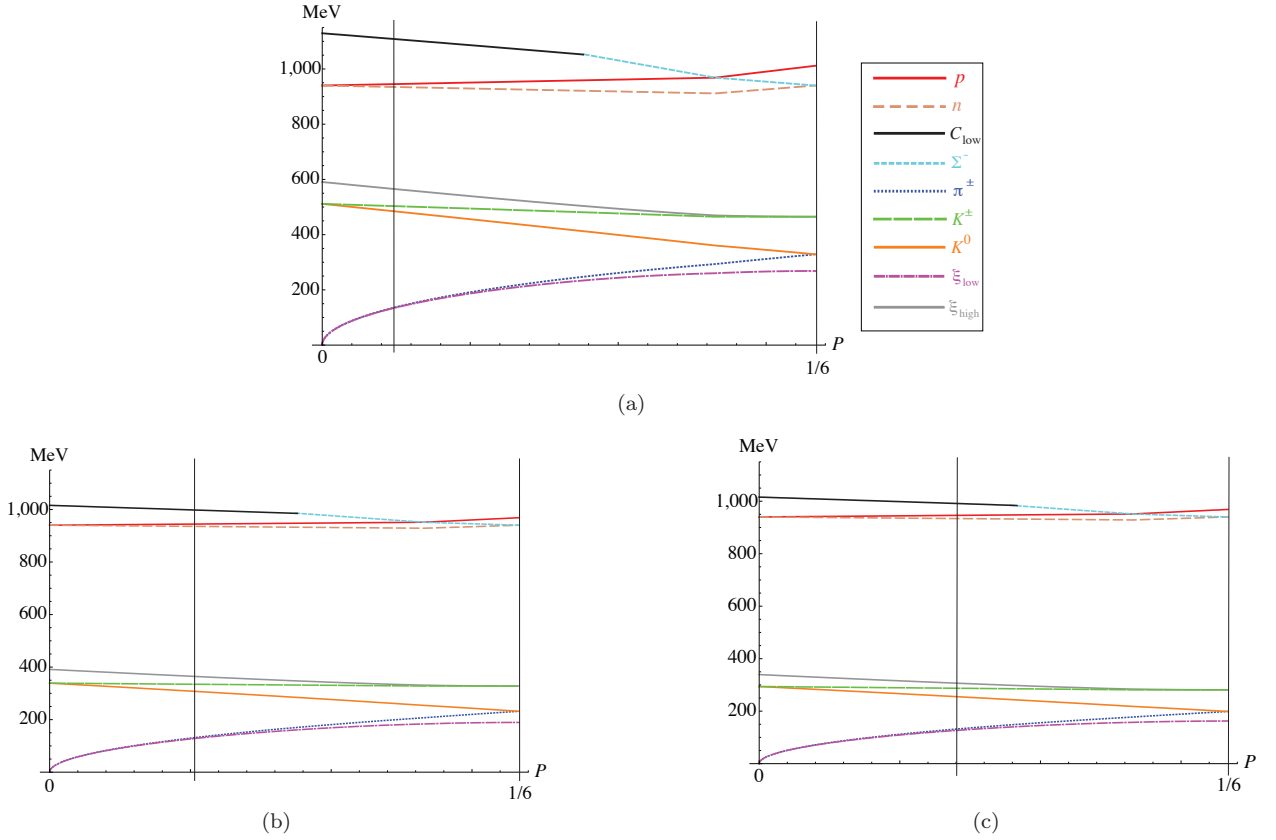 MeV
1,000
800
600
400
200
0
1/6
P
p
n
C_low
Σ⁻
π^±
K^±
K^0
ξ_low
ξ_high
(a)
MeV
1,000
800
600
400
200
0
1/6
P
(b)
MeV
1,000
800
600
400
200
0
1/6
P
(c)